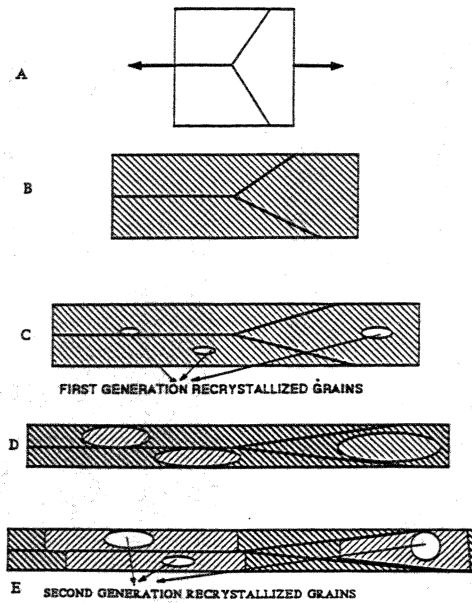 A
B
C
FIRST GENERATION RECRYSTALLIZED GRAINS
D
E
SECOND GENERATION RECRYSTALLIZED GRAINS